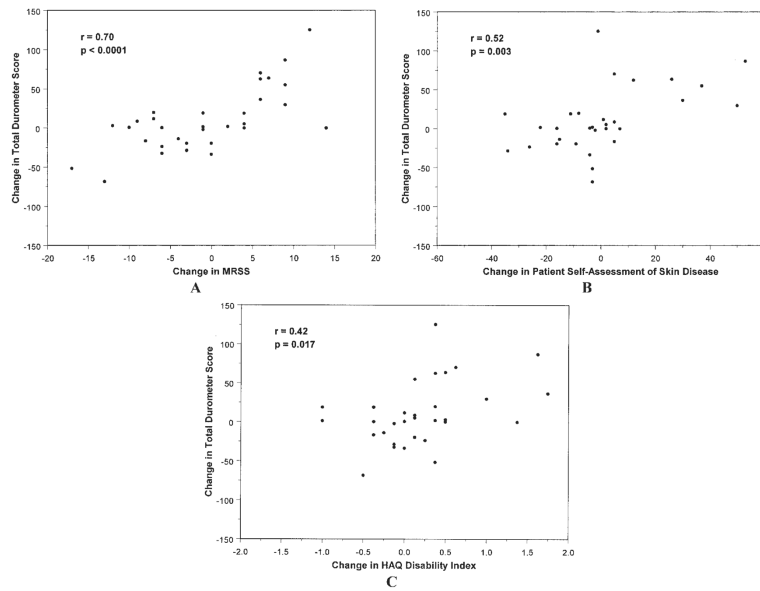 150
100
50
0
-50
-100
-150
Change in Total Durometer Score
r = 0.70
p < 0.0001
-20 -15 -10 -5 0 5 10 15 20
Change in MRSS
A
150
100
50
0
-50
-100
-150
Change in Total Durometer Score
r = 0.52
p = 0.003
-60 -40 -20 0 20 40 60
Change in Patient Self-Assessment of Skin Disease
B
150
100
50
0
-50
-100
-150
Change in Total Durometer Score
r = 0.42
p = 0.017
-2.0 -1.5 -1.0 -0.5 0.0 0.5 1.0 1.5 2.0
Change in HAQ Disability Index
C